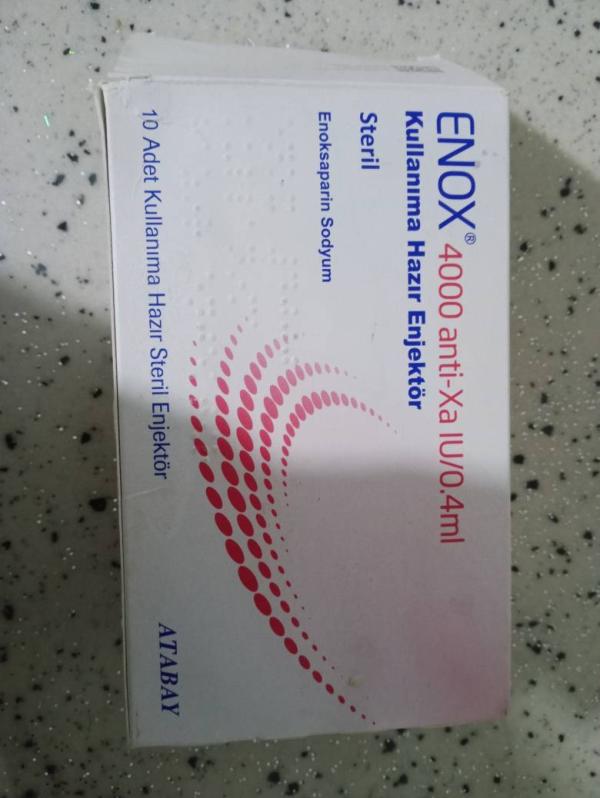 ENOX® 4000 anti-Xa IU/0.4ml
Kullanıma Hazır Enjektör
Steril
Enoksaparin Sodyum
10 Adet Kullanıma Hazır Steril Enjektör
ATABAY